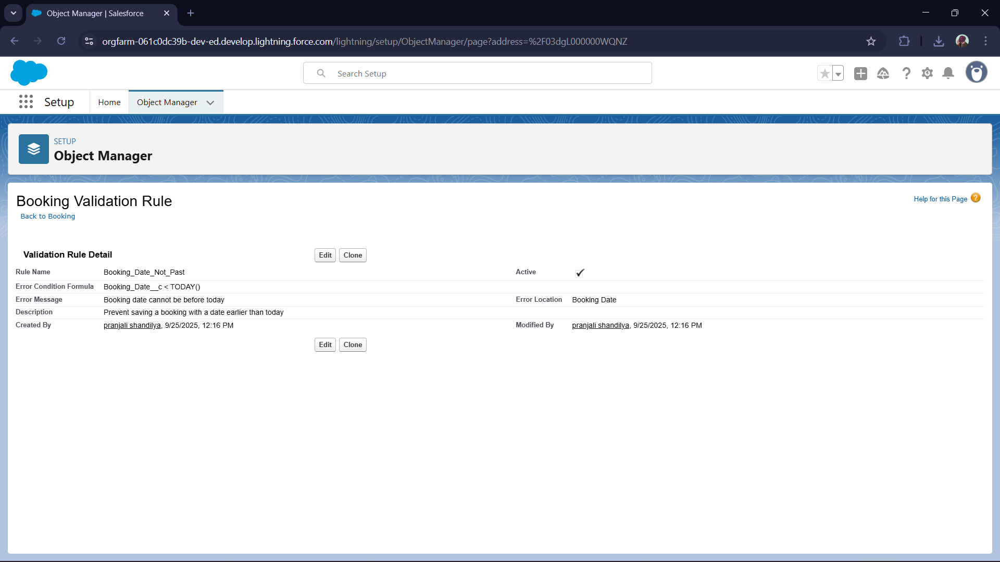 Object Manager | Salesforce
orgfarm-061c0dc39b-dev-ed.develop.lightning.force.com/lightning/setup/ObjectManager/page?address=%2F03dgL000000WQNZ
Search Setup
Setup
Home
Object Manager
SETUP
Object Manager
Booking Validation Rule
Help for this Page
Back to Booking
Validation Rule Detail
Edit
Clone
Rule Name Booking_Date_Not_Past Active
Error Condition Formula Booking_Date__c < TODAY()
Error Message Booking date cannot be before today Error Location Booking Date
Description Prevent saving a booking with a date earlier than today
Created By pranjali shandilya, 9/25/2025, 12:16 PM Modified By pranjali shandilya, 9/25/2025, 12:16 PM
Edit
Clone